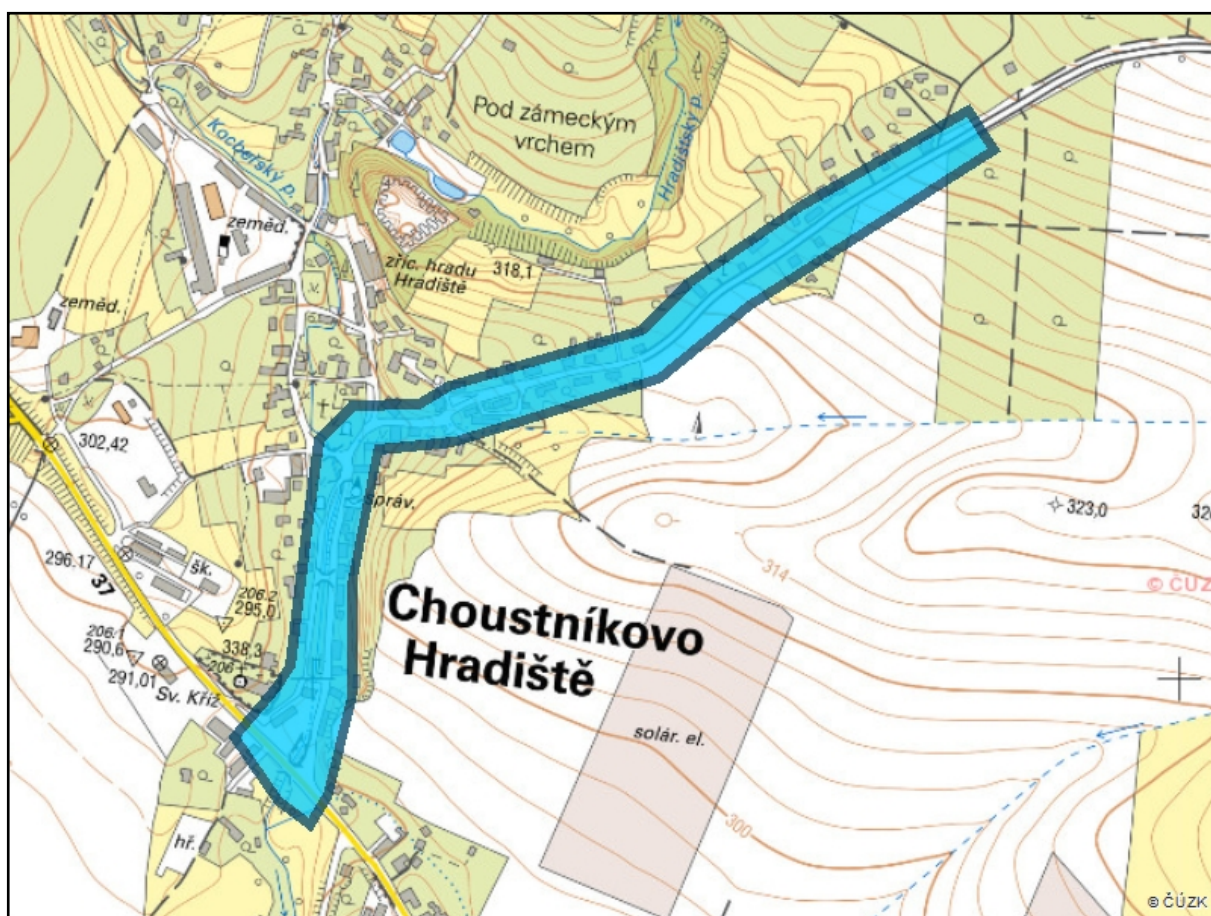 Pod zámeckým
vrchem
Kocbeřský p.
Hradišťský p.
zeměd.
zříc. hradu
Hradiště
318,1
zeměd.
302,42
správ.
323,0
296.17
37
šk.
314
© ČÚZ
206.2
295,0
Choustníkovo
Hradiště
206.1
290,6
338,3
206
291,01
Sv. Kříž
solár. el.
300
hř.
© ČÚZK